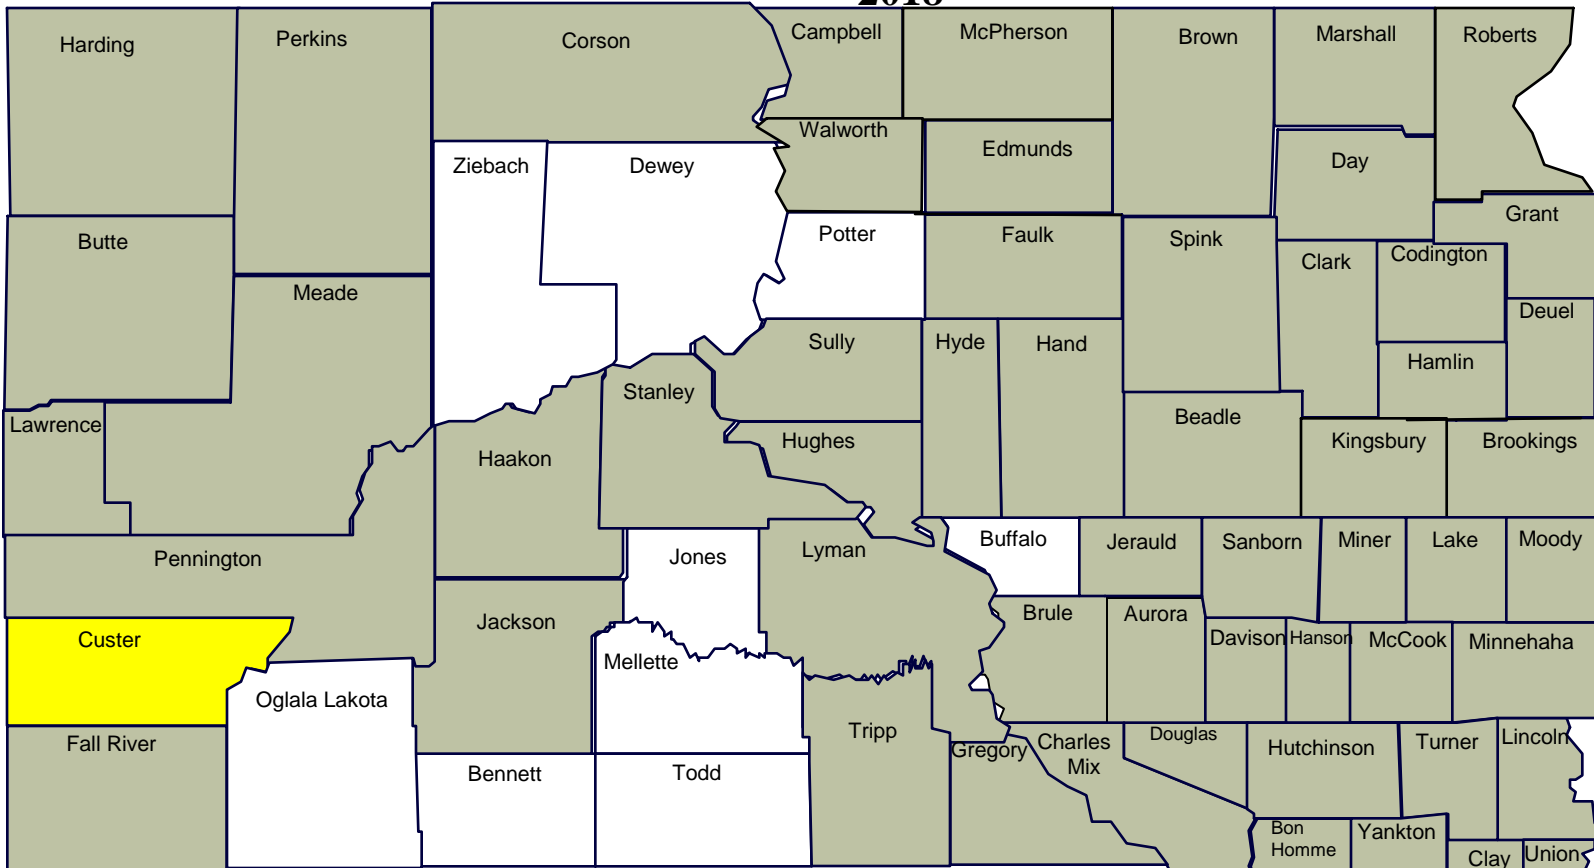 2018
Harding
Perkins
Corson
Campbell
McPherson
Brown
Marshall
Roberts
Walworth
Edmunds
Day
Ziebach
Dewey
Grant
Butte
Potter
Faulk
Spink
Clark
Codington
Meade
Deuel
Sully
Hyde
Hand
Hamlin
Stanley
Lawrence
Beadle
Hughes
Kingsbury
Brookings
Haakon
Pennington
Jones
Lyman
Buffalo
Jerauld
Sanborn
Miner
Lake
Moody
Jackson
Brule
Aurora
Custer
Davison
Hanson
McCook
Minnehaha
Mellette
Oglala Lakota
Fall River
Tripp
Gregory
Charles
Mix
Douglas
Hutchinson
Turner
Lincoln
Bennett
Todd
Bon
Homme
Yankton
Clay
Union